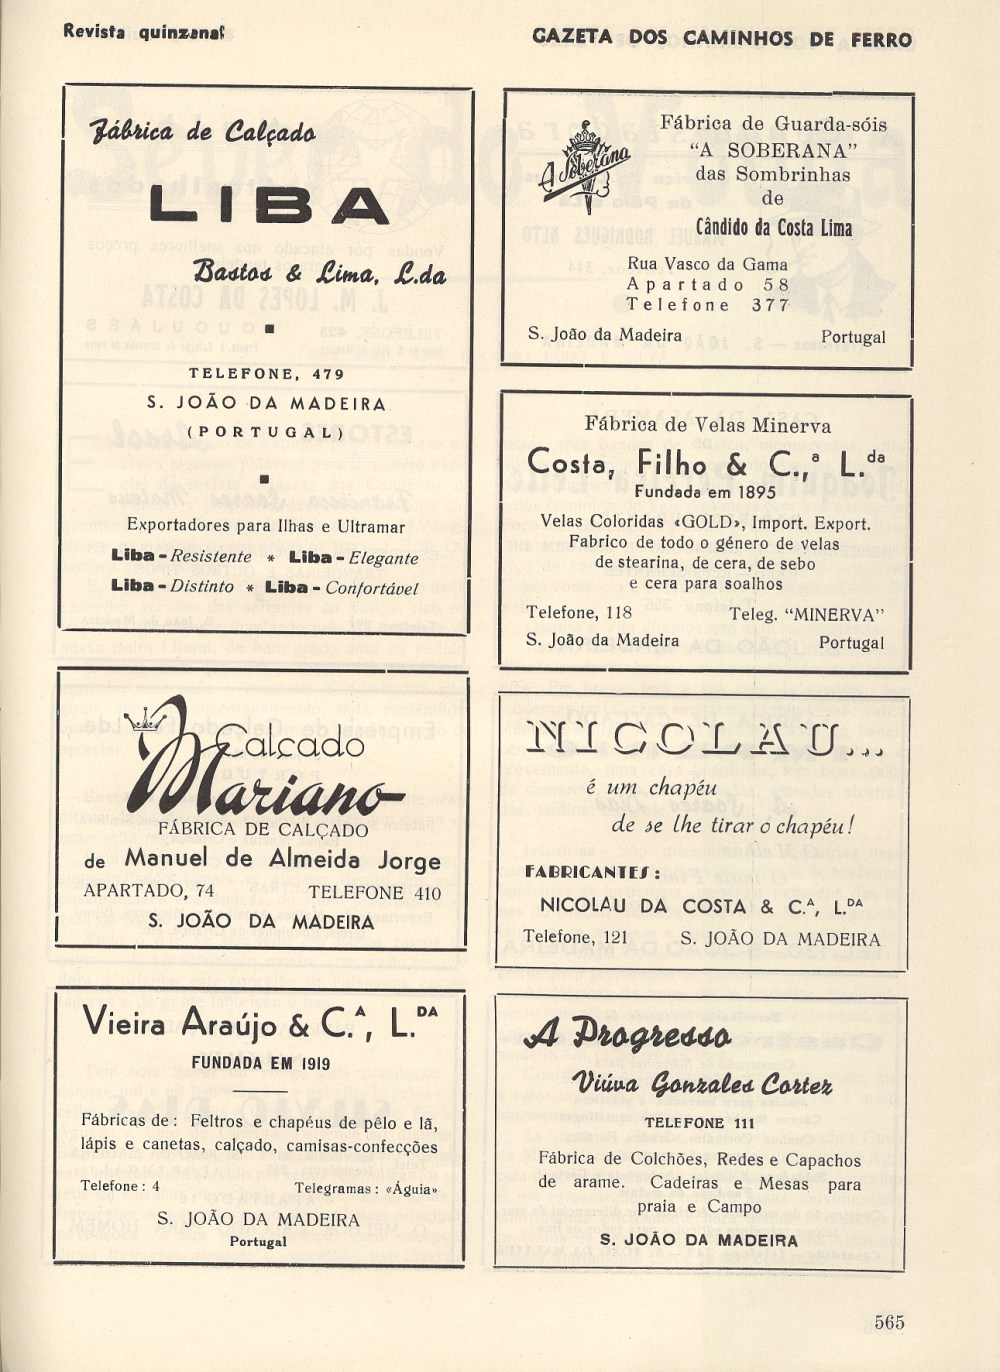 Revista quinzenal
GAZETA DOS CAMINHOS DE FERRO
Fábrica de Calçado
LIBA
Bastos & Lima, L.da
TELEFONE, 479
S. JOÃO DA MADEIRA
(PORTUGAL)
Exportadores para Ilhas e Ultramar
Liba - Resistente * Liba - Elegante
Liba - Distinto * Liba - Confortável
A Soberana
Fábrica de Guarda-sóis
“A SOBERANA”
das Sombrinhas
de
Cândido da Costa Lima
Rua Vasco da Gama
Apartado 58
Telefone 377
S. João da Madeira Portugal
Fábrica de Velas Minerva
Costa, Filho & C.,ª L.da
Fundada em 1895
Velas Coloridas «GOLD», Import. Export.
Fabrico de todo o género de velas
de stearina, de cera, de sebo
e cera para soalhos
Telefone, 118 Teleg. “MINERVA”
S. João da Madeira Portugal
Calçado
Mariano
FÁBRICA DE CALÇADO
de Manuel de Almeida Jorge
APARTADO, 74 TELEFONE 410
S. JOÃO DA MADEIRA
NICOLAU...
é um chapéu
de se lhe tirar o chapéu!
FABRICANTES:
NICOLAU DA COSTA & C.ᴬ, L.ᴰᴬ
Telefone, 121 S. JOÃO DA MADEIRA
Vieira Araújo & C.ᴬ, L.ᴰᴬ
FUNDADA EM 1919
Fábricas de: Feltros e chapéus de pêlo e lã,
lápis e canetas, calçado, camisas-confecções
Telefone: 4 Telegramas: «Águia»
S. JOÃO DA MADEIRA
Portugal
A Progresso
Viúva Gonzales Cortez
TELEFONE 111
Fábrica de Colchões, Redes e Capachos
de arame. Cadeiras e Mesas para
praia e Campo
S. JOÃO DA MADEIRA
565